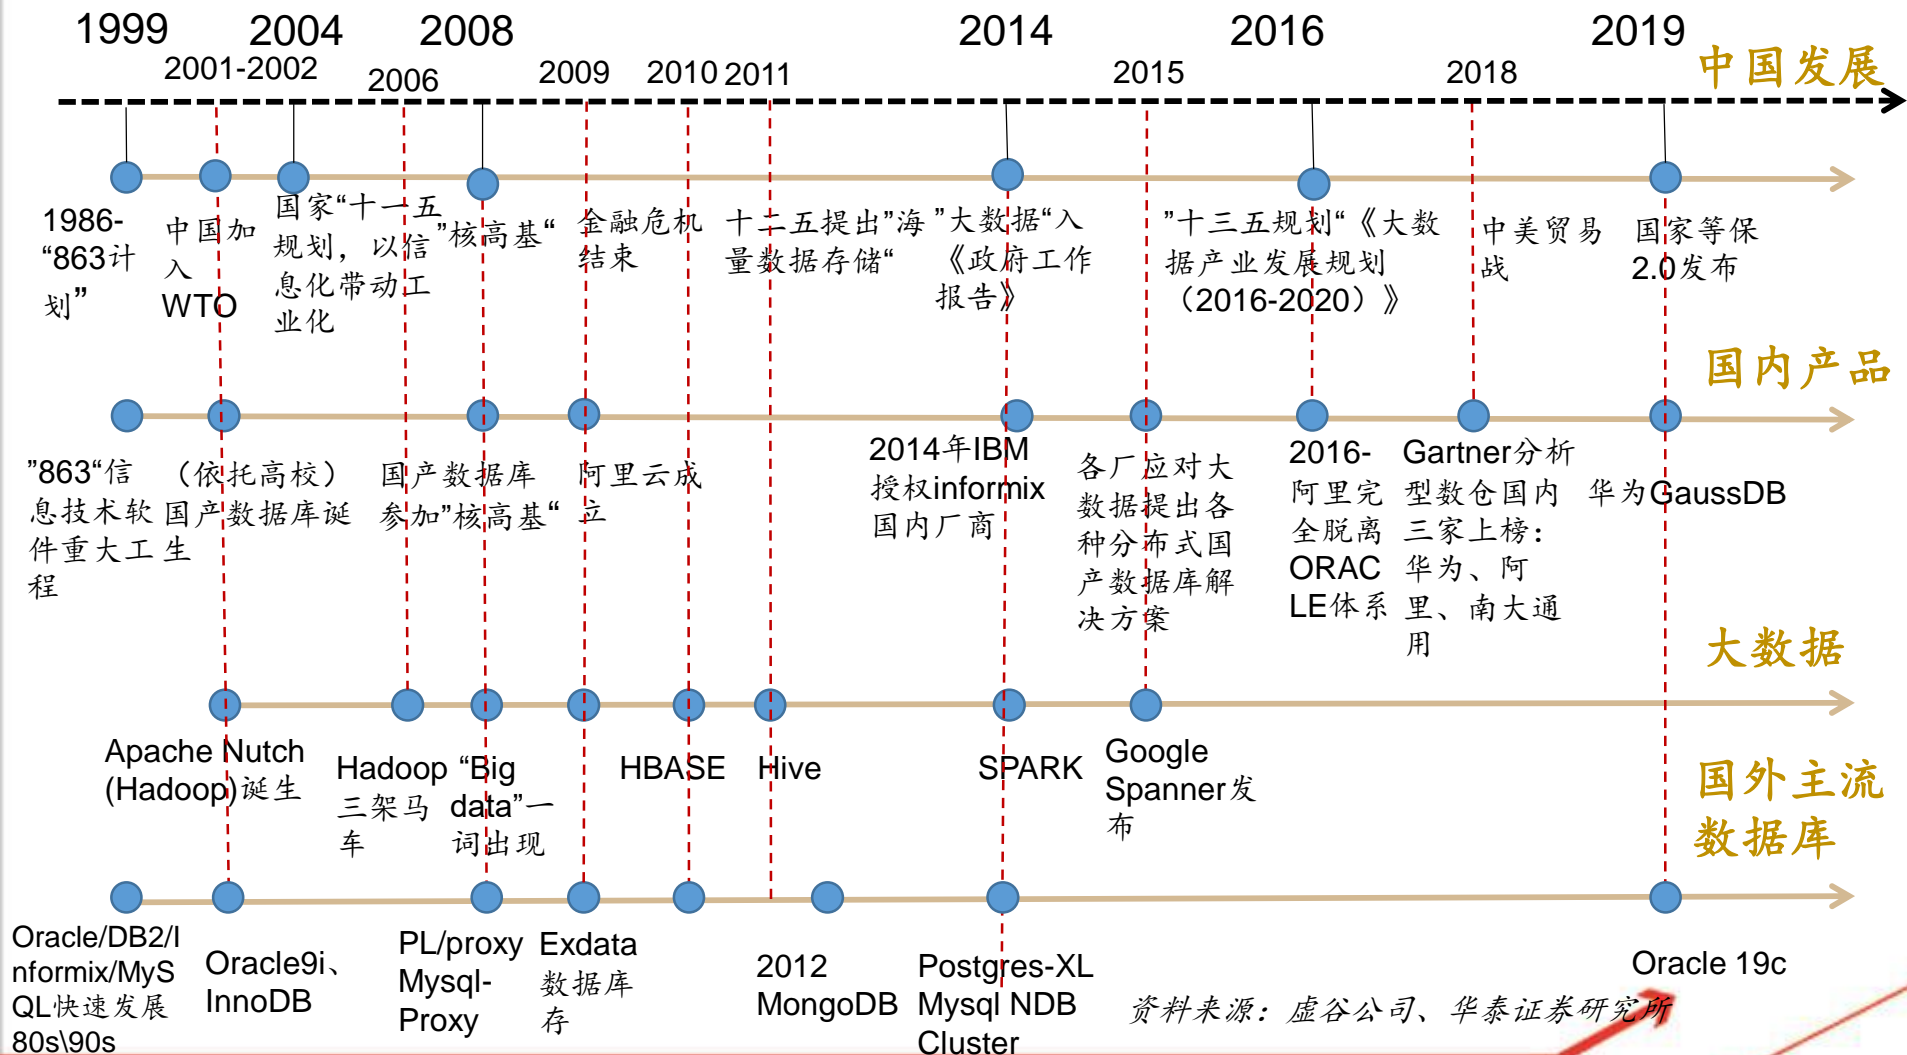 1999
2004
2008
2014
2016
2019
2001-2002
2006
2009
2010
2011
2015
2018
中国发展
1986-
“863计
划”
中国加
入
WTO
国家“十一五
规划，以信
息化带动工
业化
”核高基“
金融危机
结束
十二五提出”海
量数据存储“
”大数据“入
《政府工作
报告》
”十三五规划“《大数
据产业发展规划
（2016-2020）》
中美贸易
战
国家等保
2.0发布
国内产品
”863“信
息技术软
件重大工
程
（依托高校）
国产数据库诞
生
国产数据库
参加”核高基“
阿里云成
立
2014年IBM
授权informix
国内厂商
各厂应对大
数据提出各
种分布式国
产数据库解
决方案
2016-
阿里完
全脱离
ORAC
LE体系
Gartner分析
型数仓国内
三家上榜：
华为、阿
里、南大通
用
华为GaussDB
大数据
Apache Nutch
(Hadoop)诞生
Hadoop
三架马
车
“Big
data”一
词出现
HBASE
Hive
SPARK
Google
Spanner发
布
国外主流
数据库
Oracle/DB2/I
nformix/MyS
QL快速发展
80s\90s
Oracle9i、
InnoDB
PL/proxy
Mysql-
Proxy
Exdata
数据库
存
2012
MongoDB
Postgres-XL
Mysql NDB
Cluster
Oracle 19c
资料来源：虚谷公司、华泰证券研究所